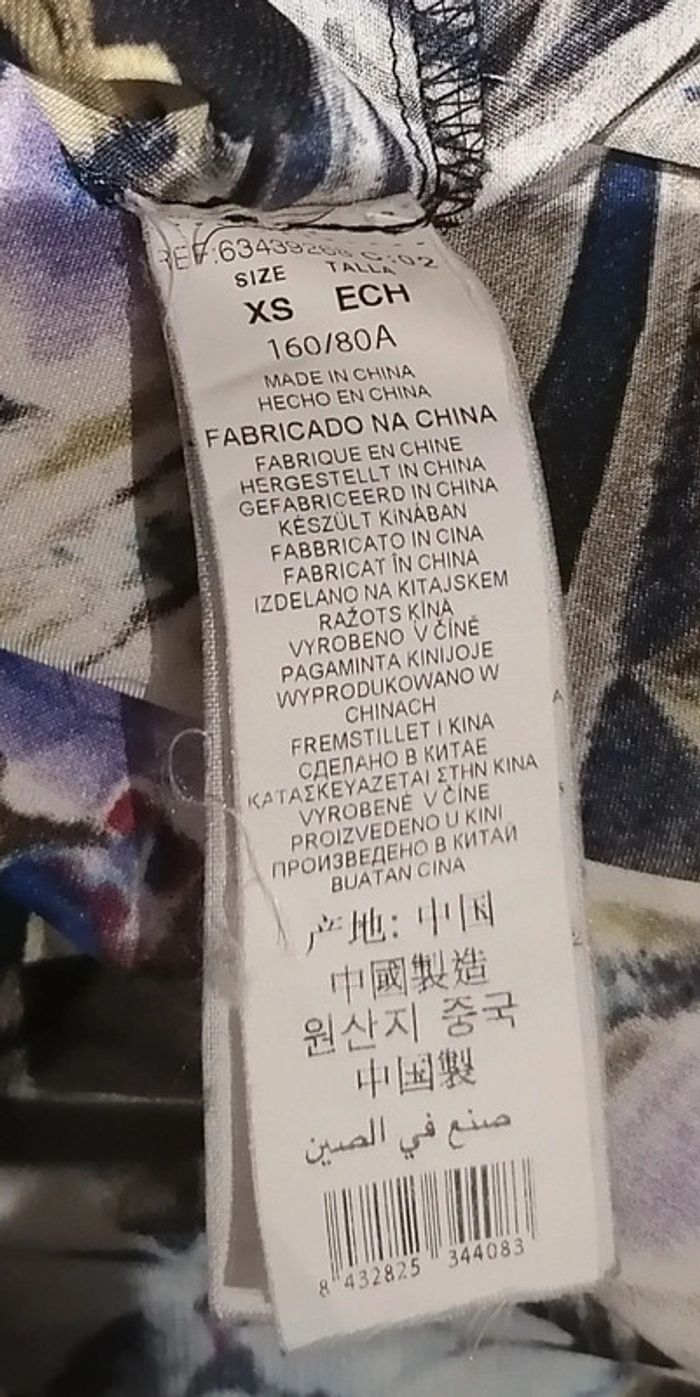 REF.63439268 C:02
SIZE TALLA
XS ECH
160/80A
MADE IN CHINA
HECHO EN CHINA
FABRICADO NA CHINA
FABRIQUE EN CHINE
HERGESTELLT IN CHINA
GEFABRICEERD IN CHINA
KÉSZÜLT KíNÁBAN
FABBRICATO IN CINA
FABRICAT ÎN CHINA
IZDELANO NA KITAJSKEM
RAŽOTS ĶĪNĀ
VYROBENO V ČÍNĚ
PAGAMINTA KINIJOJE
WYPRODUKOWANO W
CHINACH
FREMSTILLET I KINA
СДЕЛАНО В КИТАЕ
ΚΑΤΑΣΚΕΥΑΖΕΤΑΙ ΣΤΗΝ ΚΙΝΑ
VYROBENÉ V ČÍNE
PROIZVEDENO U KINI
ПРОИЗВЕДЕНО В КИТАЙ
BUATAN CINA
产地: 中国
中國製造
원산지 중국
中国製
صنع في الصين
8 432825 344083